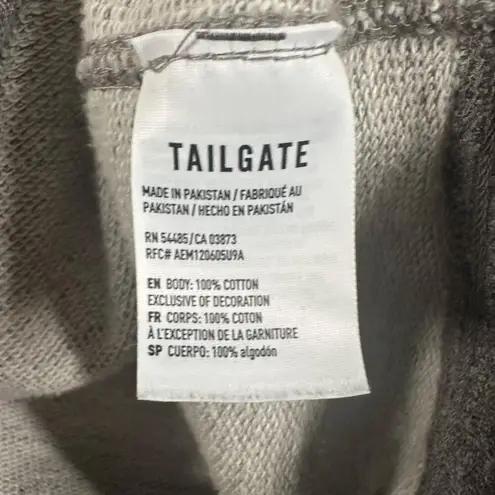 TAILGATE
MADE IN PAKISTAN / FABRIQUÉ AU
PAKISTAN / HECHO EN PAKISTÁN
RN 54485/CA 03873
RFC# AEM120605U9A
EN BODY: 100% COTTON
EXCLUSIVE OF DECORATION
FR CORPS: 100% COTON
À L'EXCEPTION DE LA GARNITURE
SP CUERPO: 100% algodón